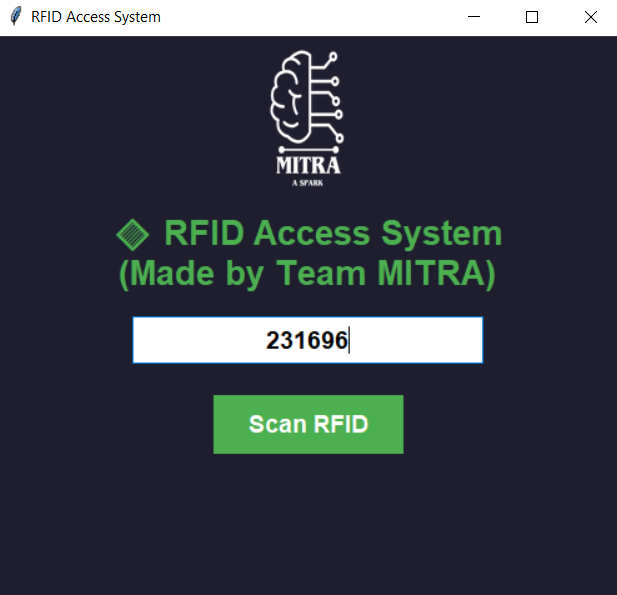 RFID Access System
MITRA
A SPARK
RFID Access System
(Made by Team MITRA)
231696
Scan RFID